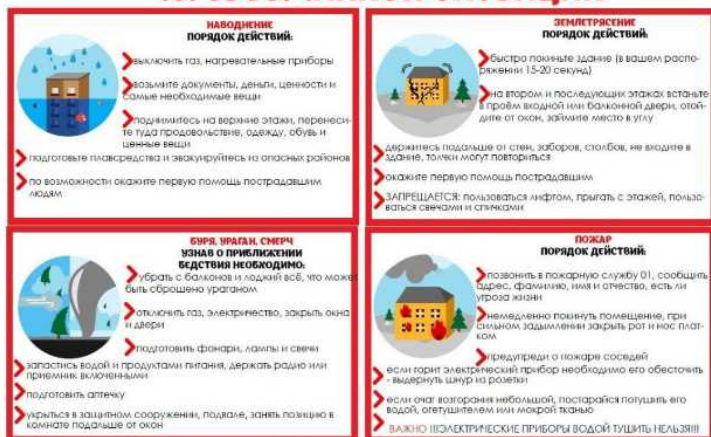 НАВОДНЕНИЕ
ПОРЯДОК ДЕЙСТВИЙ:
выключить газ, нагревательные приборы
возьмите документы, деньги, ценности и
самые необходимые вещи
поднимитесь на верхние этажи, перенеси-
те туда продовольствие, одежду, обувь и
ценные вещи
подготовьте плавсредства и эвакуируйтесь из опасных районов
по возможности окажите первую помощь пострадавшим
людям
ЗЕМЛЕТРЯСЕНИЕ
ПОРЯДОК ДЕЙСТВИЙ:
быстро покиньте здание (в вашем распо-
ряжении 15-20 секунд)
на втором и последующих этажах встаньте
в проём входной или балконной двери, отой-
дите от окон, займите место в углу
держитесь подальше от стен, заборов, столбов, не входите в
здание, толчки могут повториться
окажите первую помощь пострадавшим
ЗАПРЕЩАЕТСЯ: пользоваться лифтом, прыгать с этажей, пользо-
ваться свечами и спичками
БУРЯ, УРАГАН, СМЕРЧ
УЗНАВ О ПРИБЛИЖЕНИИ
БЕДСТВИЯ НЕОБХОДИМО:
убрать с балконов и лоджий всё, что может
быть сброшено ураганом
отключить газ, электричество, закрыть окна
и двери
подготовить фонари, лампы и свечи
запастись водой и продуктами питания, держать радио или
приемник включенными
подготовить аптечку
укрыться в защитном сооружении, подвале, занять позицию в
комнате подальше от окон
ПОЖАР
ПОРЯДОК ДЕЙСТВИЙ:
позвонить в пожарную службу 01, сообщить
адрес, фамилию, имя и отчество, есть ли
угроза жизни
немедленно покинуть помещение, при
сильном задымлении закрыть рот и нос плат-
ком
предупреди о пожаре соседей
если горит электрический прибор необходимо его обесточить
- выдернуть шнур из розетки
если очаг возгорания небольшой, постарайся потушить его
водой, огетушителем или мокрой тканью
ВАЖНО !!!ЭЛЕКТРИЧЕСКИЕ ПРИБОРЫ ВОДОЙ ТУШИТЬ НЕЛЬЗЯ!!!